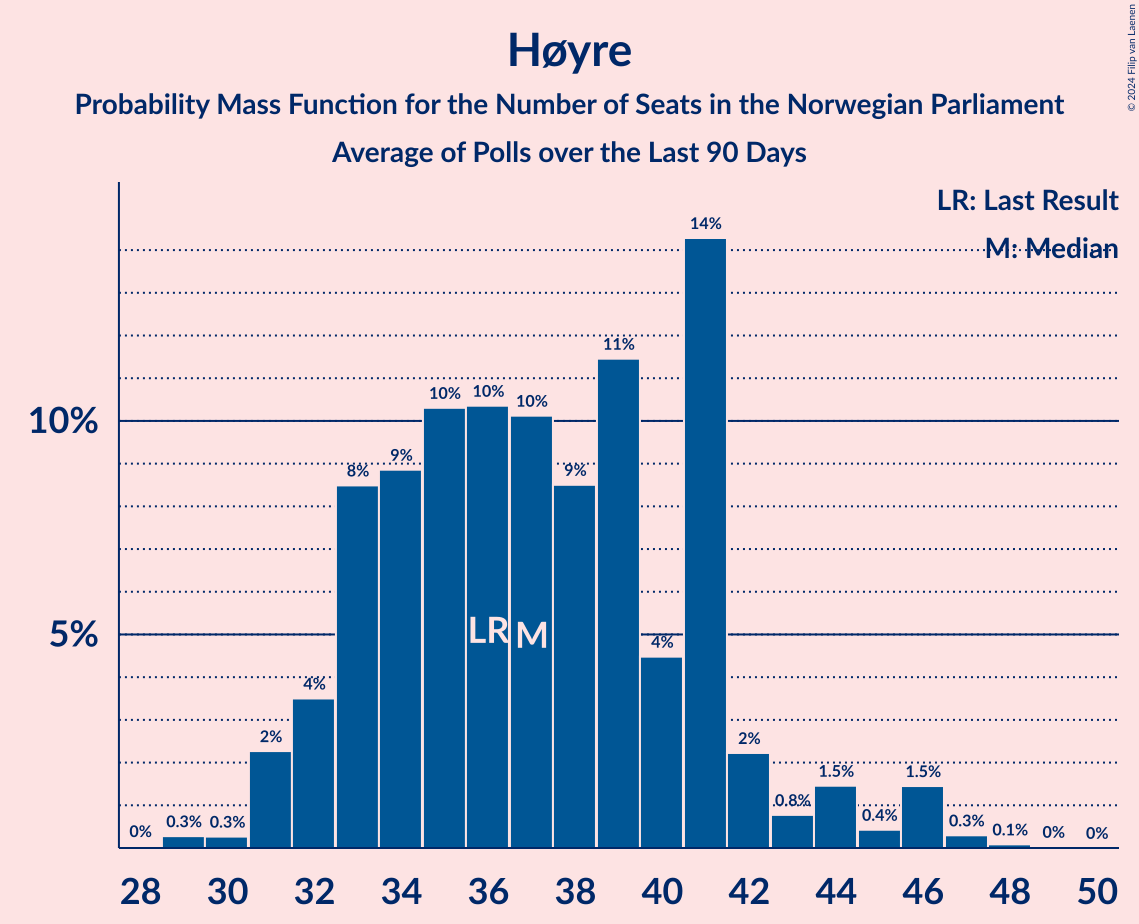 © 2024 Filip van Laenen
Høyre
Probability Mass Function for the Number of Seats in the Norwegian Parliament
Average of Polls over the Last 90 Days
LR: Last Result
M: Median
14%
11%
10% 10% 10%
10%
9%
8%
9%
LR M
5%
4%
4%
2%
2%
1.5% 1.5%
0.8%
0.4%
0% 0.3% 0.3%
0.3% 0.1% 0% 0%
28 30 32 34 36 38 40 42 44 46 48 50